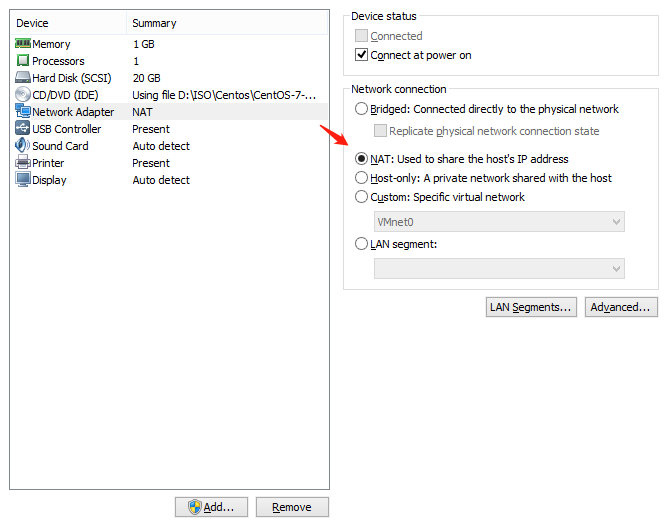 Device Summary
Memory 1 GB
Processors 1
Hard Disk (SCSI) 20 GB
CD/DVD (IDE) Using file D:\ISO\Centos\CentOS-7-...
Network Adapter NAT
USB Controller Present
Sound Card Auto detect
Printer Present
Display Auto detect
Add...
Remove
Device status
Connected
Connect at power on
Network connection
Bridged: Connected directly to the physical network
Replicate physical network connection state
NAT: Used to share the host's IP address
Host-only: A private network shared with the host
Custom: Specific virtual network
VMnet0
LAN segment:
LAN Segments...
Advanced...